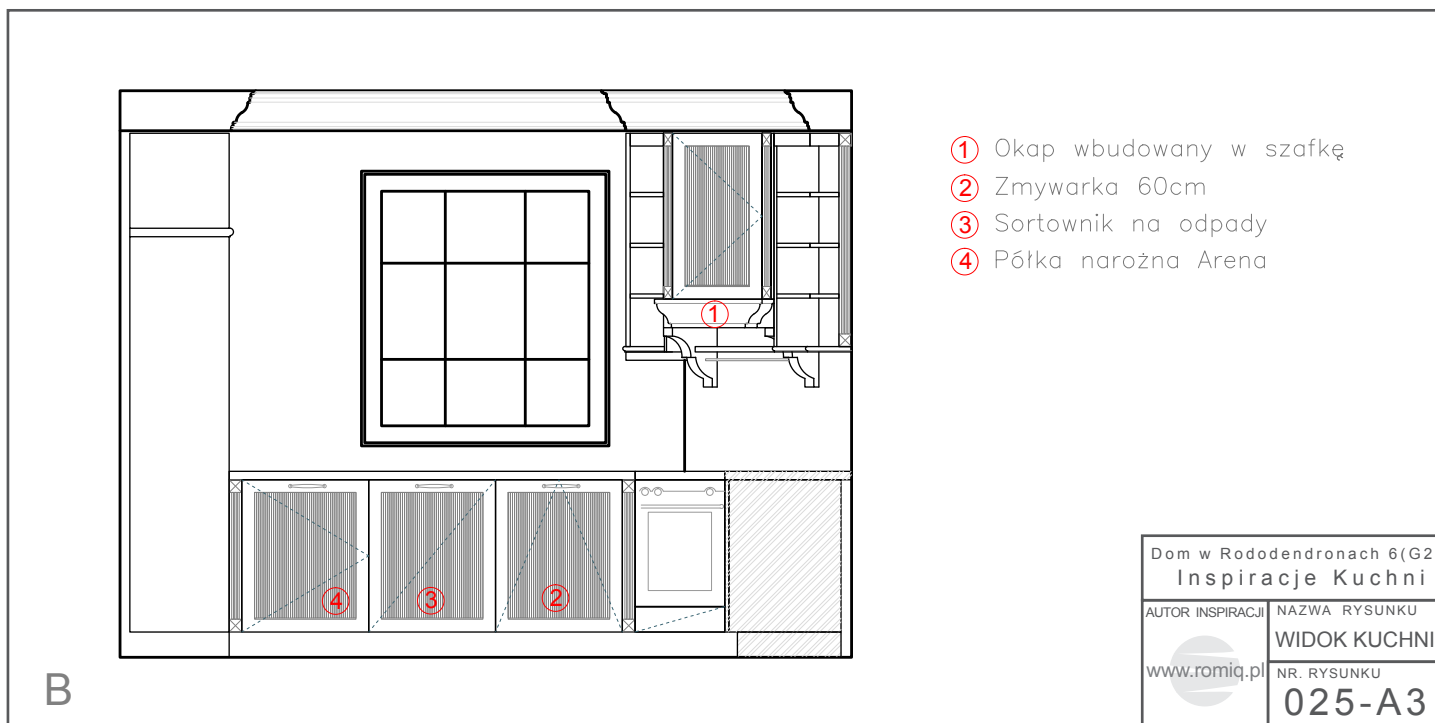 1 Okap wbudowany w szafkę
2 Zmywarka 60cm
3 Sortownik na odpady
4 Półka narożna Arena
1
4
3
2
B
Dom w Rododendronach 6(G2
Inspiracje Kuchni
AUTOR INSPIRACJI
www.romiq.pl
NAZWA RYSUNKU
WIDOK KUCHNI
NR. RYSUNKU
025-A3